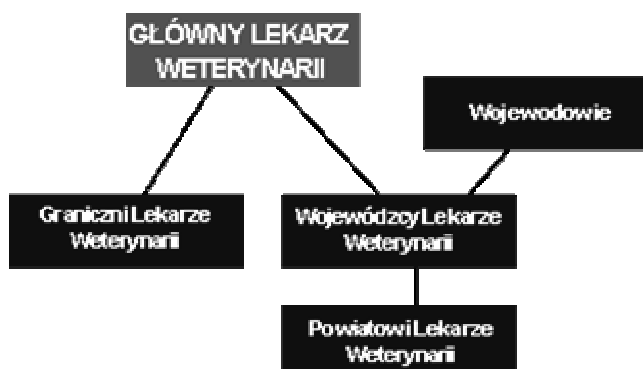 GŁÓWNY LEKARZ
WETERYNARII
Wojewodowie
Graniczni Lekarze
Weterynarii
Wojewódzcy Lekarze
Weterynarii
Powiatowi Lekarze
Weterynarii